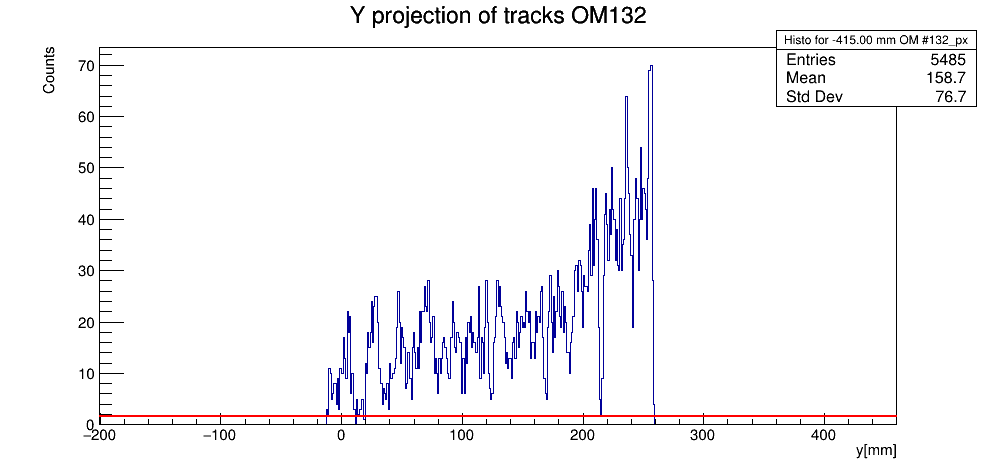 Y projection of tracks OM132
Histo for -415.00 mm OM #132_px
Entries 5485
Mean 158.7
Std Dev 76.7
Counts
70
60
50
40
30
20
10
0
−200 −100 0 100 200 300 400
y[mm]